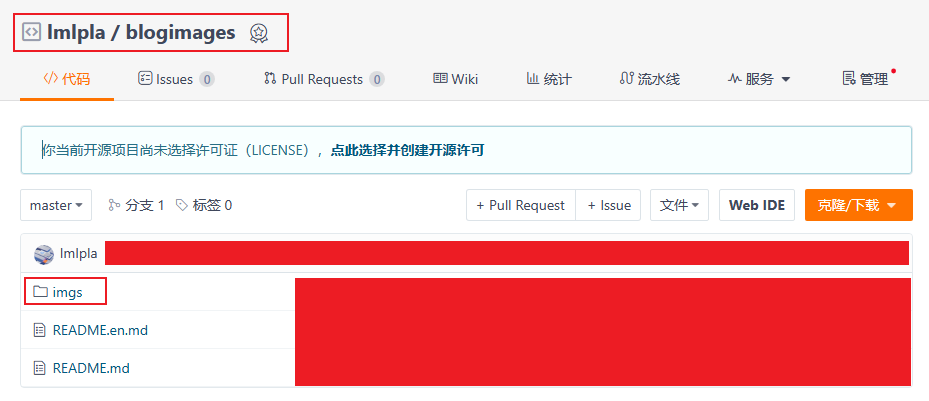 lmlpla / blogimages
代码 Issues 0 Pull Requests 0 Wiki 统计 流水线 服务 管理
你当前开源项目尚未选择许可证（LICENSE），点此选择并创建开源许可
master 分支 1 标签 0 + Pull Request + Issue 文件 Web IDE 克隆/下载
lmlpla
imgs
README.en.md
README.md